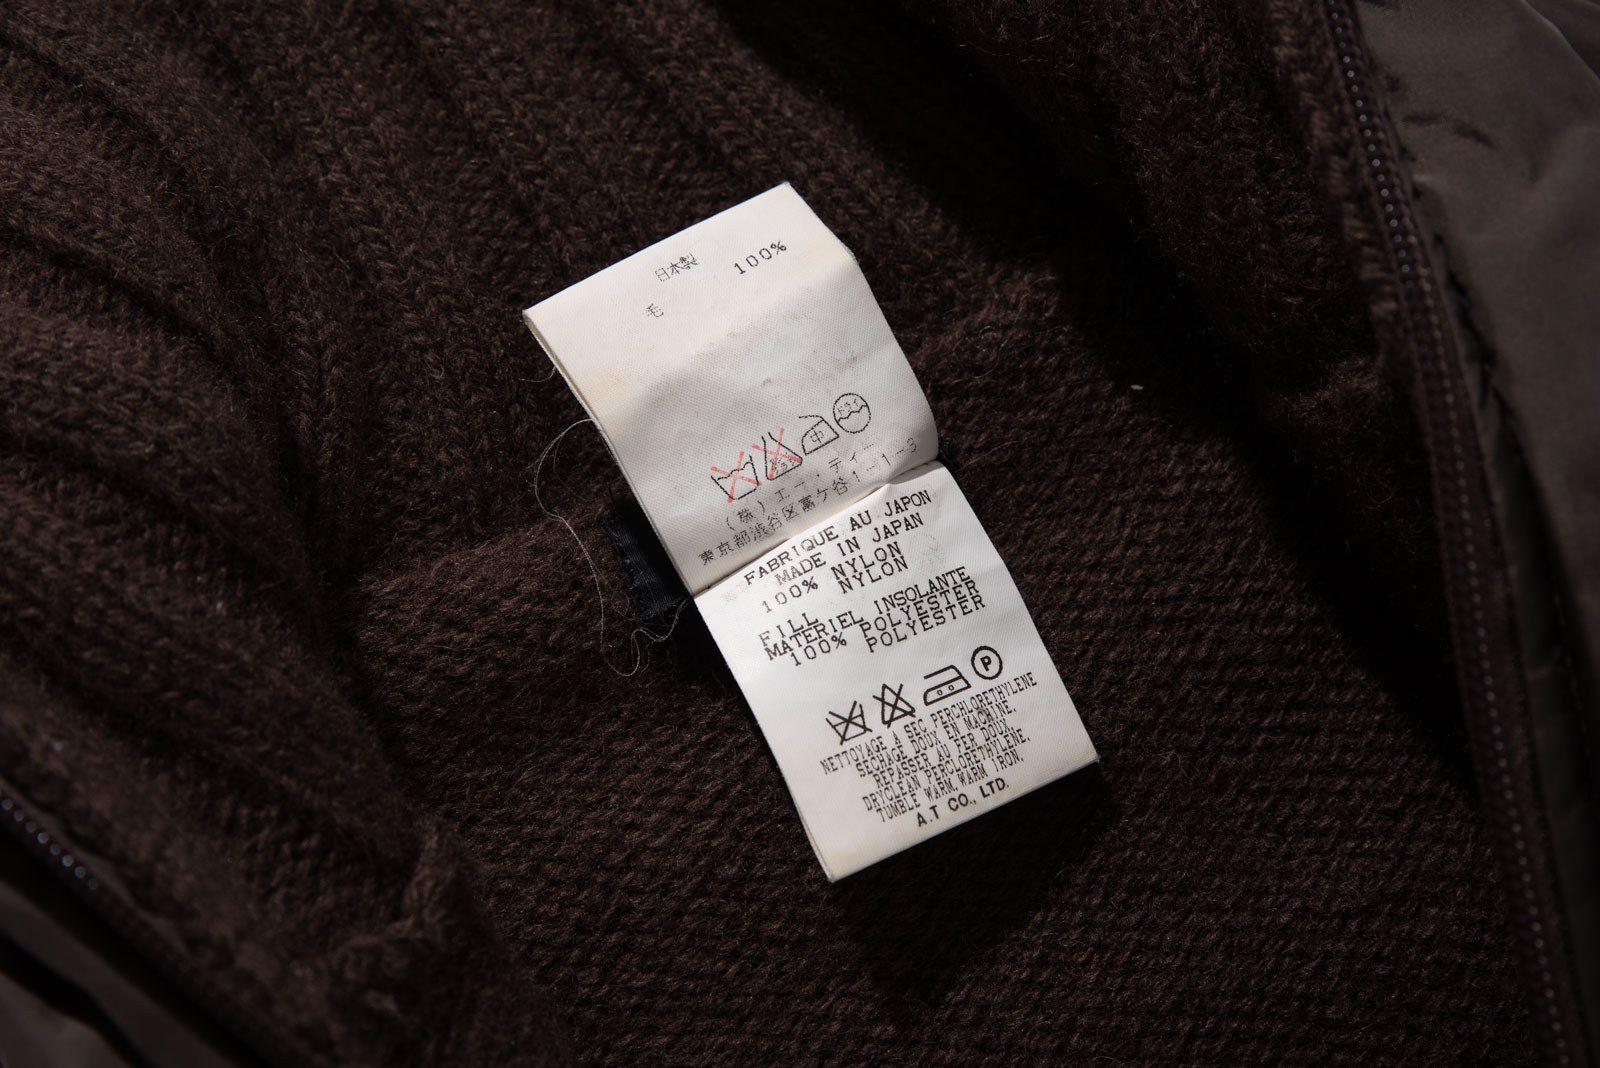 日本製
毛 100%
中
ドライ
(株) エー.ティー
東京都渋谷区富ケ谷1-1-3
FABRIQUE AU JAPON
MADE IN JAPAN
100% NYLON
NYLON
FILL
MATERIEL INSOLANTE
100% POLYESTER
POLYESTER
P
NETTOYAGE A SEC PERCHLORETHYLENE
SECHAGE DOUX EN MACHINE.
REPASSER AU FER DOUX.
DRYCLEAN PERCLORETHYLENE.
TUMBLE WARM. WARM IRON.
A.T CO., LTD.